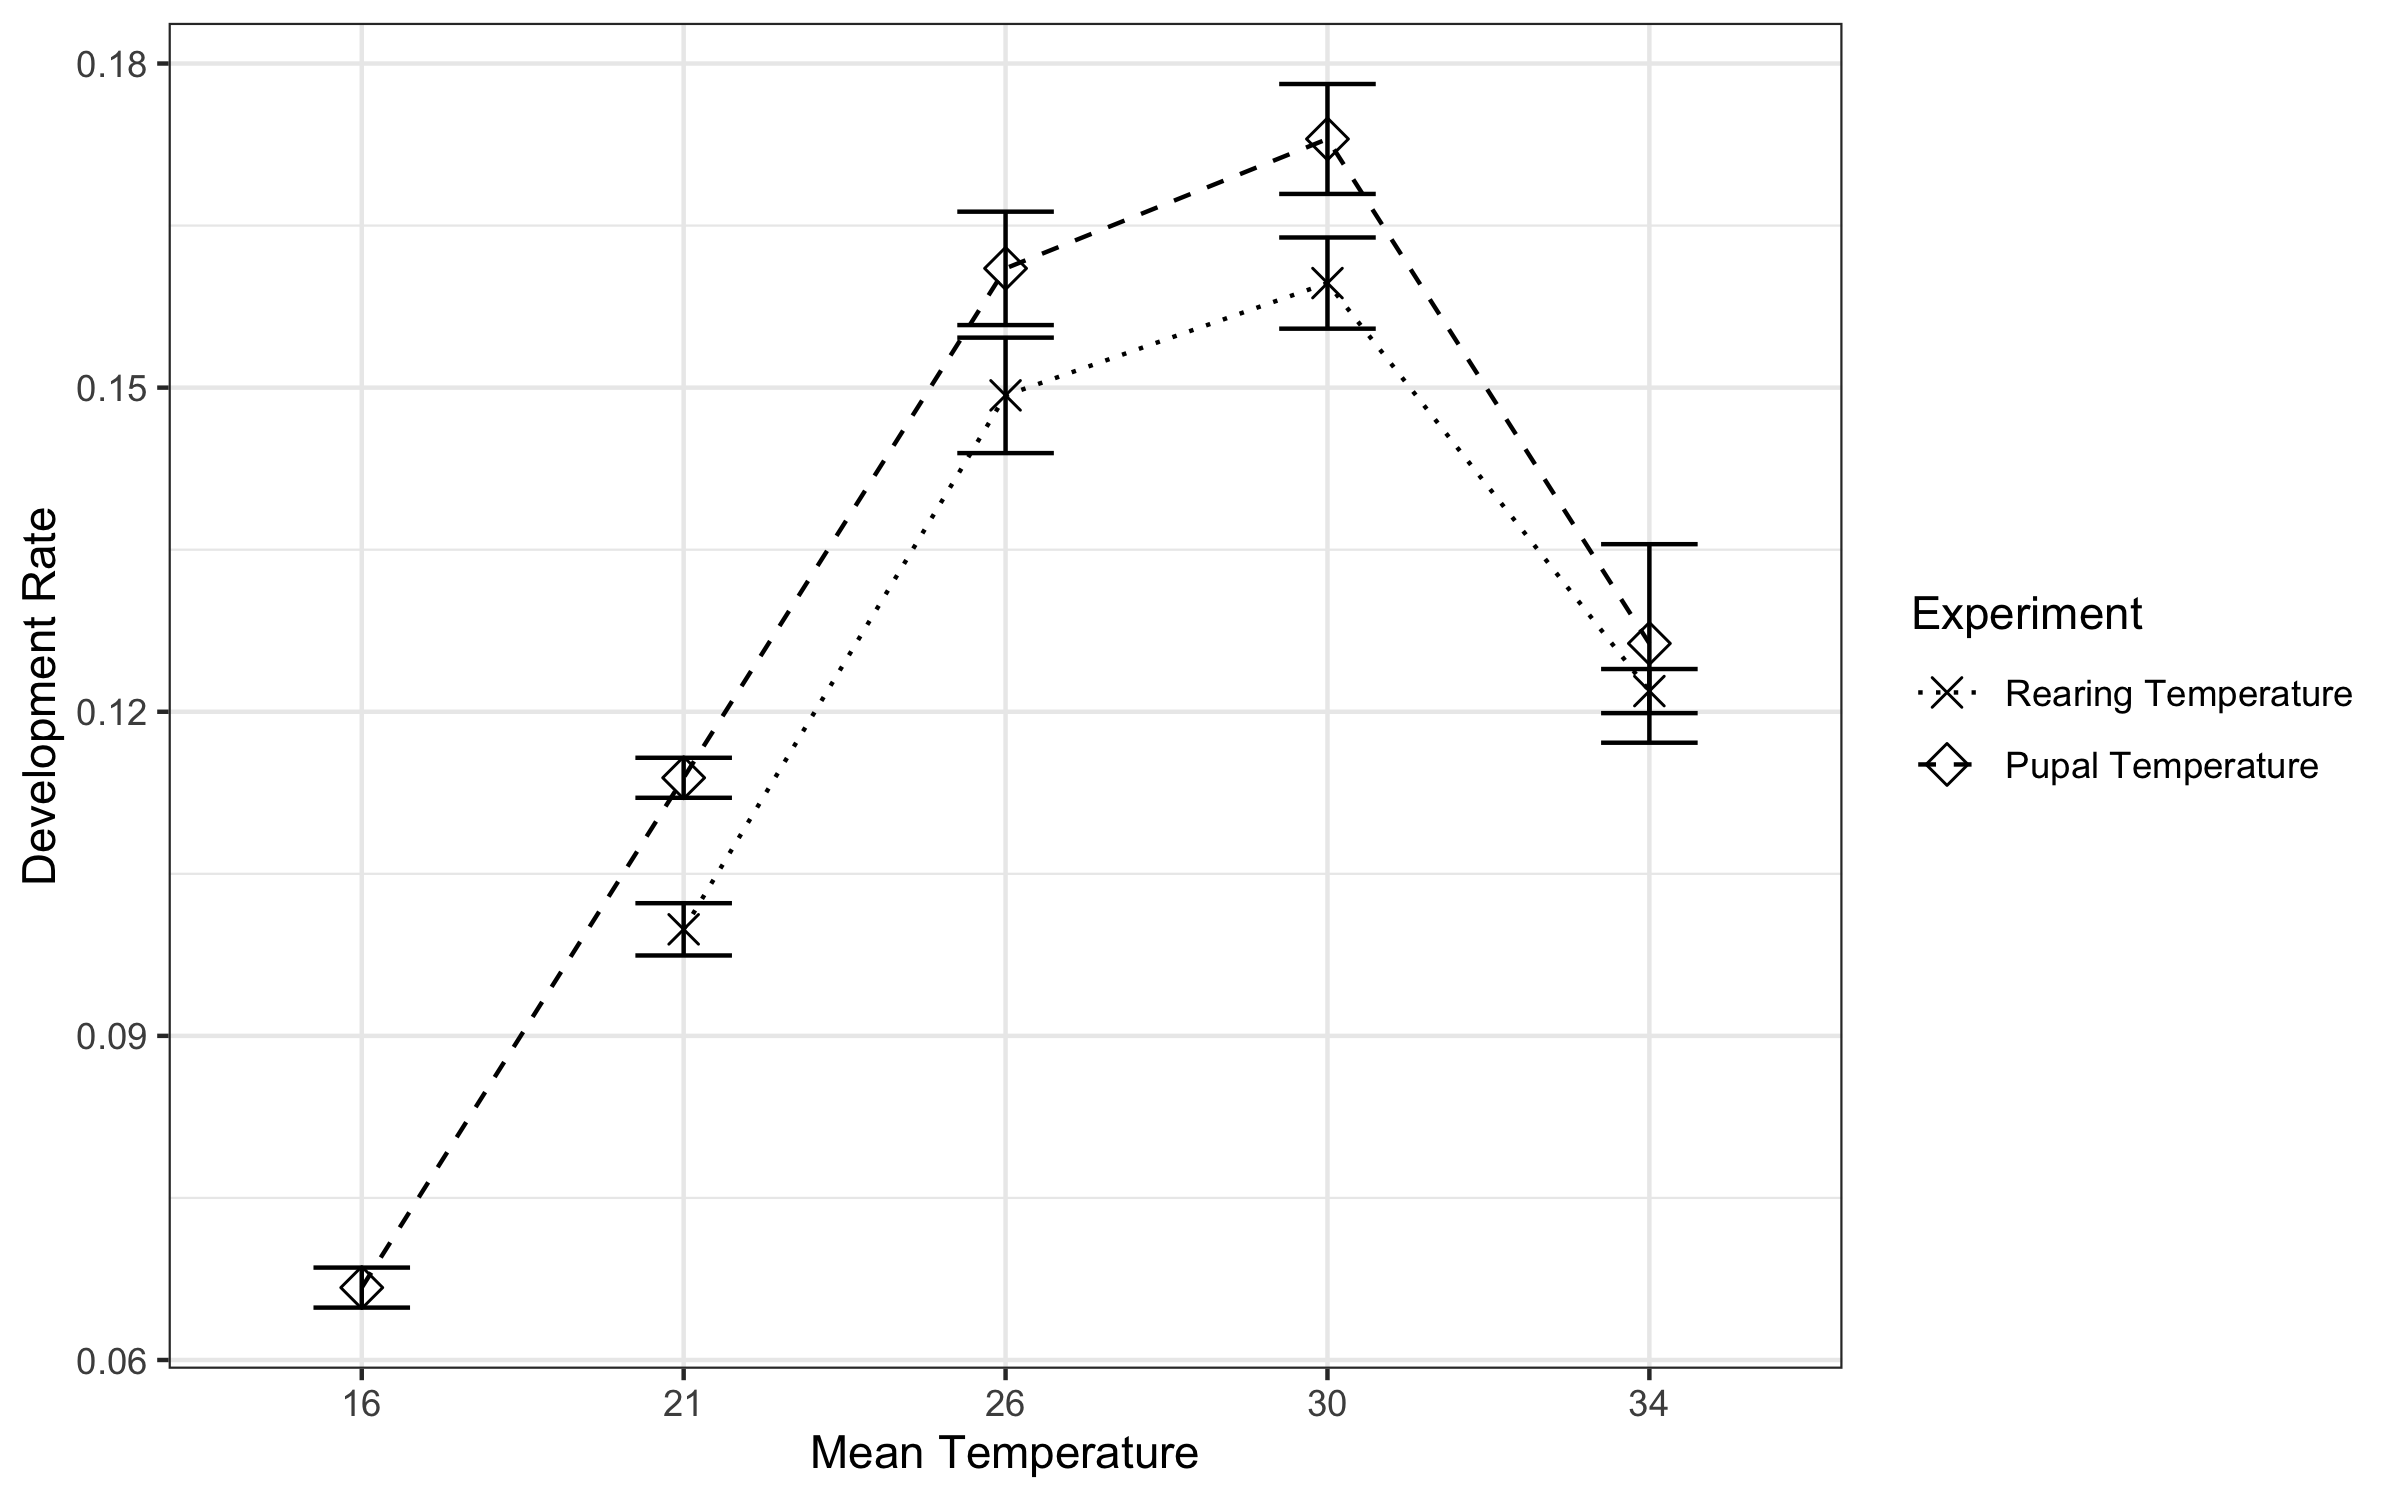 0.18
0.15
0.12
0.09
0.06
Development Rate
16 21 26 30 34
Mean Temperature
Experiment
Rearing Temperature
Pupal Temperature